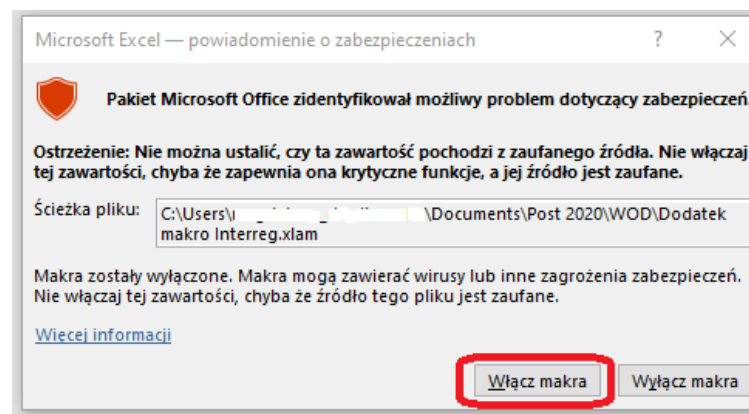 Microsoft Excel — powiadomienie o zabezpieczeniach ? ×
Pakiet Microsoft Office zidentyfikował możliwy problem dotyczący zabezpieczeń.
Ostrzeżenie: Nie można ustalić, czy ta zawartość pochodzi z zaufanego źródła. Nie włączaj
tej zawartości, chyba że zapewnia ona krytyczne funkcje, a jej źródło jest zaufane.
Ścieżka pliku: C:\Users\ \Documents\Post 2020\WOD\Dodatek
makro Interreg.xlam
Makra zostały wyłączone. Makra mogą zawierać wirusy lub inne zagrożenia zabezpieczeń.
Nie włączaj tej zawartości, chyba że źródło tego pliku jest zaufane.
Więcej informacji
Włącz makra Wyłącz makra